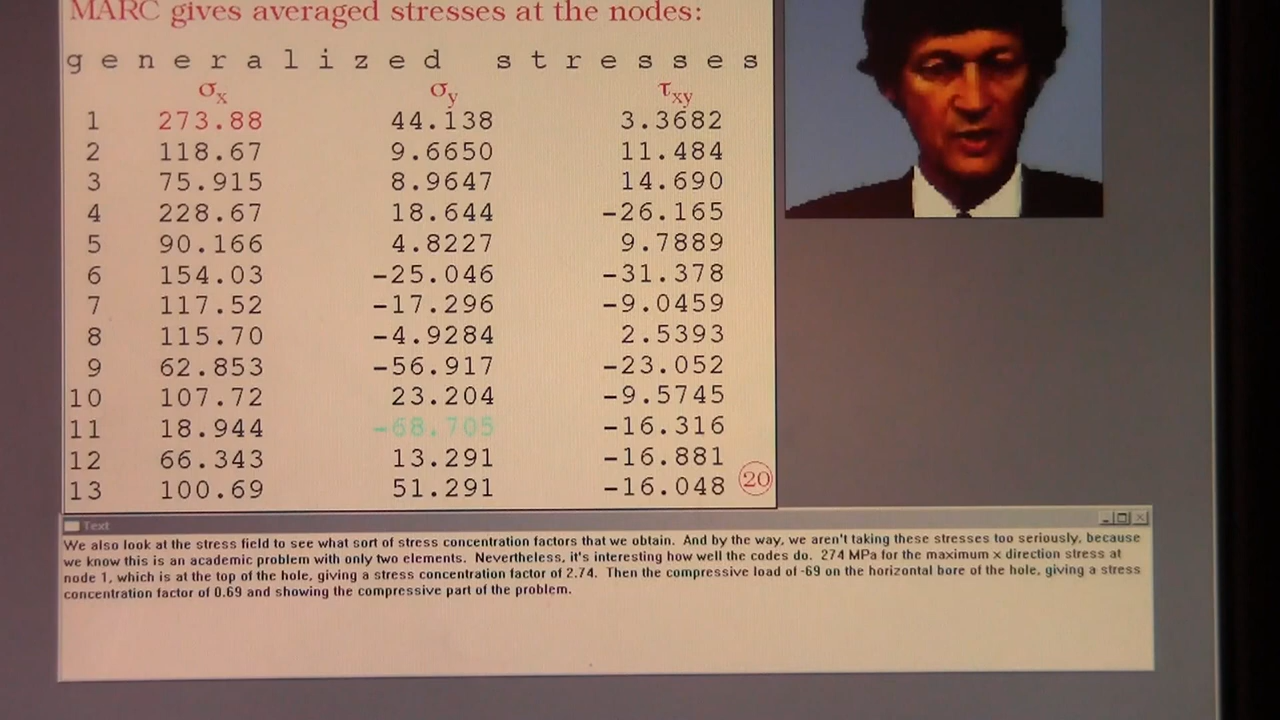 MARC gives averaged stresses at the nodes:
generalized stresses
σx σy τxy
1 273.88 44.138 3.3682
2 118.67 9.6650 11.484
3 75.915 8.9647 14.690
4 228.67 18.644 -26.165
5 90.166 4.8227 9.7889
6 154.03 -25.046 -31.378
7 117.52 -17.296 -9.0459
8 115.70 -4.9284 2.5393
9 62.853 -56.917 -23.052
10 107.72 23.204 -9.5745
11 18.944 -68.705 -16.316
12 66.343 13.291 -16.881
13 100.69 51.291 -16.048
20
Text
We also look at the stress field to see what sort of stress concentration factors that we obtain. And by the way, we aren't taking these stresses too seriously, because
we know this is an academic problem with only two elements. Nevertheless, it's interesting how well the codes do. 274 MPa for the maximum x direction stress at
node 1, which is at the top of the hole, giving a stress concentration factor of 2.74. Then the compressive load of -69 on the horizontal bore of the hole, giving a stress
concentration factor of 0.69 and showing the compressive part of the problem.